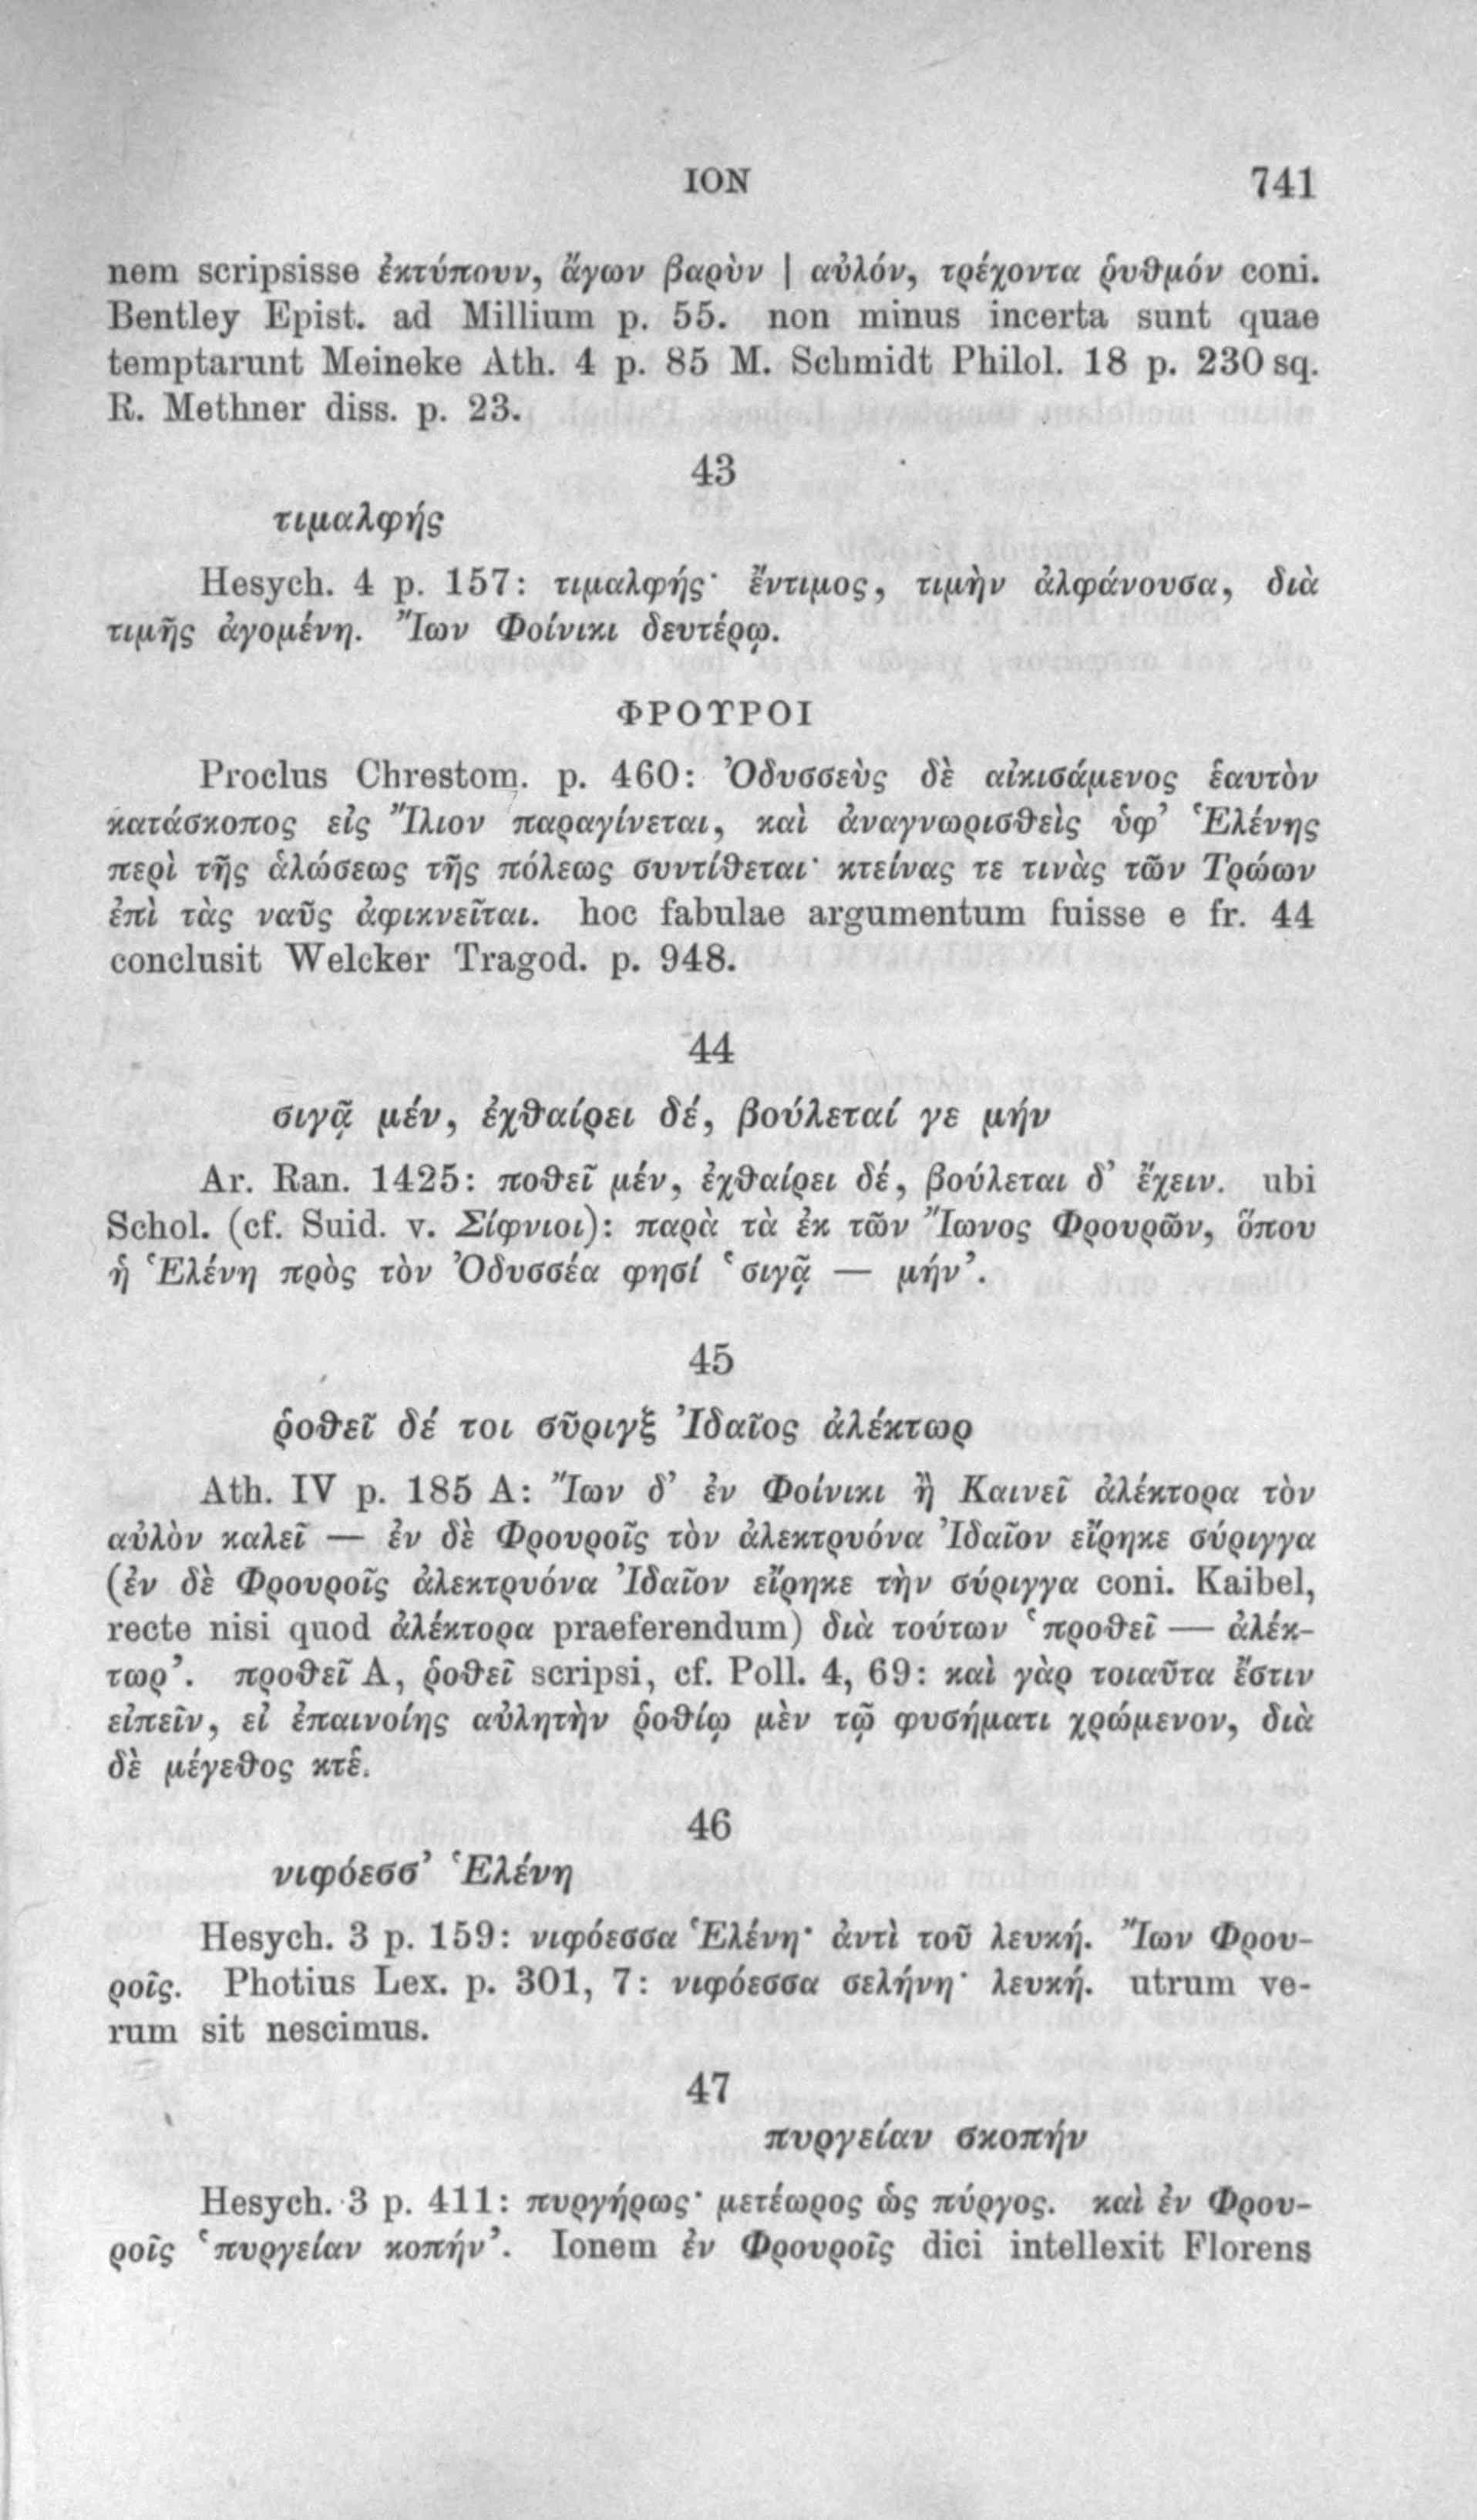 ION 741
nem scripsisse ἐκτύπουν, ἄγων βαρὺν | αὐλόν, τρέχοντα ῥυθμόν coni.
Bentley Epist. ad Millium p. 55. non minus incerta sunt quae
temptarunt Meineke Ath. 4 p. 85 M. Schmidt Philol. 18 p. 230 sq.
R. Methner diss. p. 23.
43
τιμαλφής
Hesych. 4 p. 157: τιμαλφής· ἔντιμος, τιμὴν ἀλφάνουσα, διὰ
τιμῆς ἀγομένη. Ἴων Φοίνικι δευτέρῳ.
ΦΡΟΥΡΟΙ
Proclus Chrestom. p. 460: Ὀδυσσεὺς δὲ αἰκισάμενος ἑαυτὸν
κατάσκοπος εἰς Ἴλιον παραγίνεται, καὶ ἀναγνωρισθεὶς ὑφ’ Ἑλένης
περὶ τῆς ἁλώσεως τῆς πόλεως συντίθεται· κτείνας τε τινὰς τῶν Τρώων
ἐπὶ τὰς ναῦς ἀφικνεῖται. hoc fabulae argumentum fuisse e fr. 44
conclusit Welcker Tragod. p. 948.
44
σιγᾷ μέν, ἐχθαίρει δέ, βούλεταί γε μήν
Ar. Ran. 1425: ποθεῖ μέν, ἐχθαίρει δέ, βούλεται δ’ ἔχειν. ubi
Schol. (cf. Suid. v. Σίφνιοι): παρὰ τὰ ἐκ τῶν Ἴωνος Φρουρῶν, ὅπου
ἡ Ἑλένη πρὸς τὸν Ὀδυσσέα φησί ‘σιγᾷ — μήν’.
45
ῥοθεῖ δέ τοι σῦριγξ Ἰδαῖος ἀλέκτωρ
Ath. IV p. 185 A: Ἴων δ’ ἐν Φοίνικι ἢ Καινεῖ ἀλέκτορα τὸν
αὐλὸν καλεῖ — ἐν δὲ Φρουροῖς τὸν ἀλεκτρυόνα Ἰδαῖον εἴρηκε σύριγγα
(ἐν δὲ Φρουροῖς ἀλεκτρυόνα Ἰδαῖον εἴρηκε τὴν σύριγγα coni. Kaibel,
recte nisi quod ἀλέκτορα praeferendum) διὰ τούτων ‘προθεῖ — ἀλέκ-
τωρ’. προθεῖ A, ῥοθεῖ scripsi, cf. Poll. 4, 69: καὶ γὰρ τοιαῦτα ἔστιν
εἰπεῖν, εἰ ἐπαινοίης αὐλητὴν ῥοθίῳ μὲν τῷ φυσήματι χρώμενον, διὰ
δὲ μέγεθος κτἑ.
46
νιφόεσσ’ Ἑλένη
Hesych. 3 p. 159: νιφόεσσα Ἑλένη· ἀντὶ τοῦ λευκή. Ἴων Φρου-
ροῖς. Photius Lex. p. 301, 7: νιφόεσσα σελήνη· λευκή. utrum ve-
rum sit nescimus.
47
πυργείαν σκοπήν
Hesych. 3 p. 411: πυργήρως· μετέωρος ὡς πύργος. καὶ ἐν Φρου-
ροῖς ‘πυργείαν κοπήν’. Ionem ἐν Φρουροῖς dici intellexit Florens